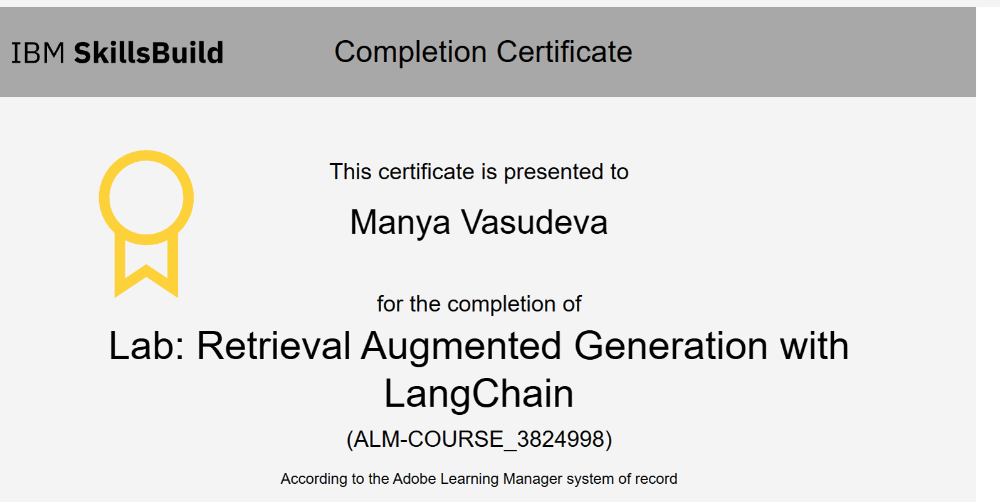 IBM SkillsBuild
Completion Certificate
This certificate is presented to
Manya Vasudeva
for the completion of
Lab: Retrieval Augmented Generation with
LangChain
(ALM-COURSE_3824998)
According to the Adobe Learning Manager system of record